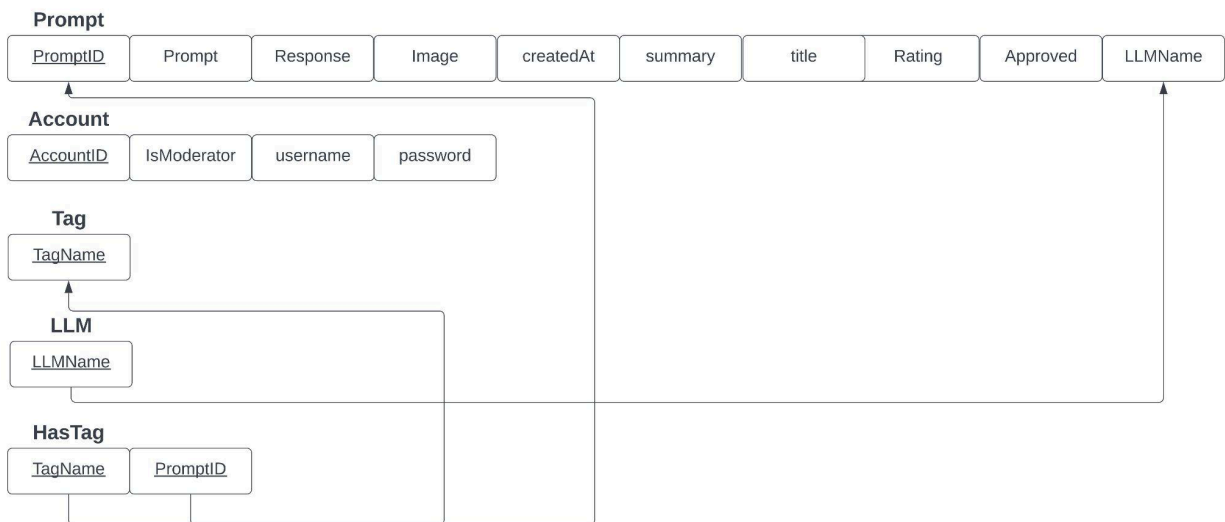 Prompt
PromptID Prompt Response Image createdAt summary title Rating Approved LLMName
Account
AccountID IsModerator username password
Tag
TagName
LLM
LLMName
HasTag
TagName PromptID